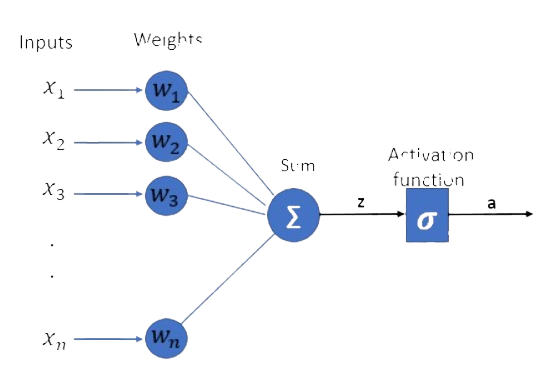 Inputs
Weights
X₁
w₁
X₂
w₂
X₃
w₃
.
.
Xₙ
wₙ
Sum
Σ
z
Activation
function
σ
a